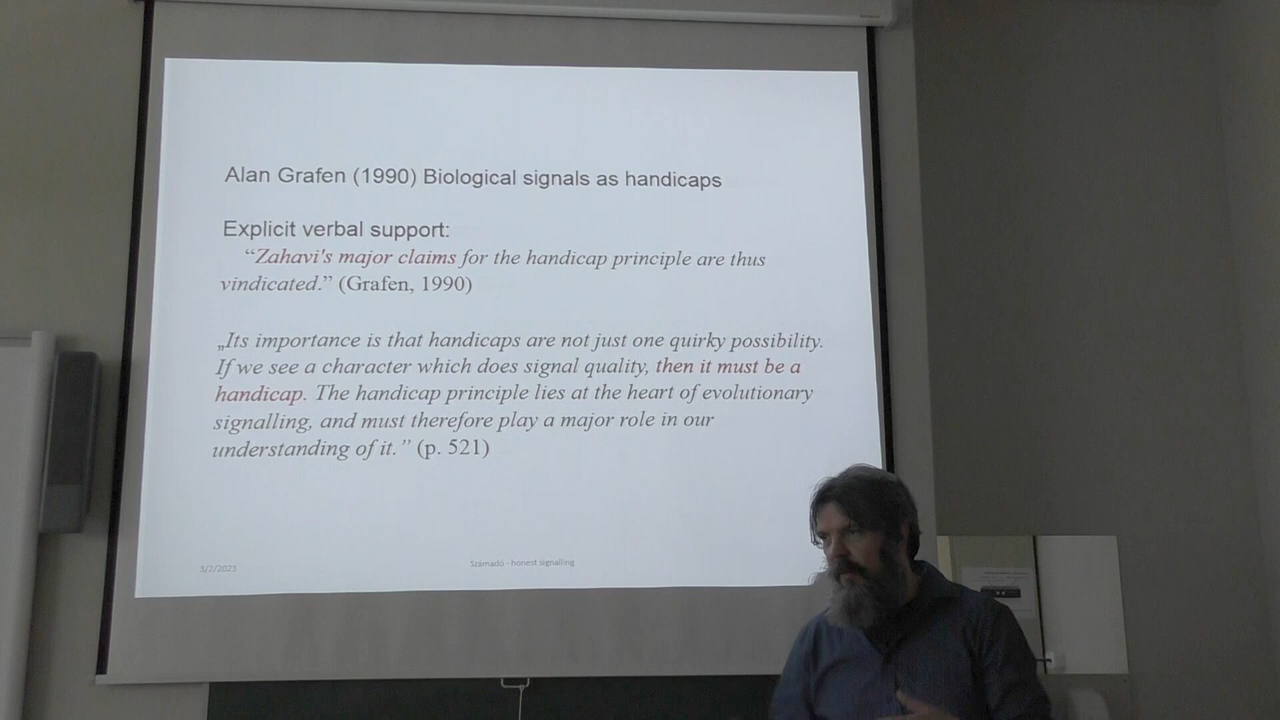 Alan Grafen (1990) Biological signals as handicaps
Explicit verbal support:
“Zahavi's major claims for the handicap principle are thus
vindicated.” (Grafen, 1990)
„Its importance is that handicaps are not just one quirky possibility.
If we see a character which does signal quality, then it must be a
handicap. The handicap principle lies at the heart of evolutionary
signalling, and must therefore play a major role in our
understanding of it.” (p. 521)
3/2/2023
Számadó - honest signalling